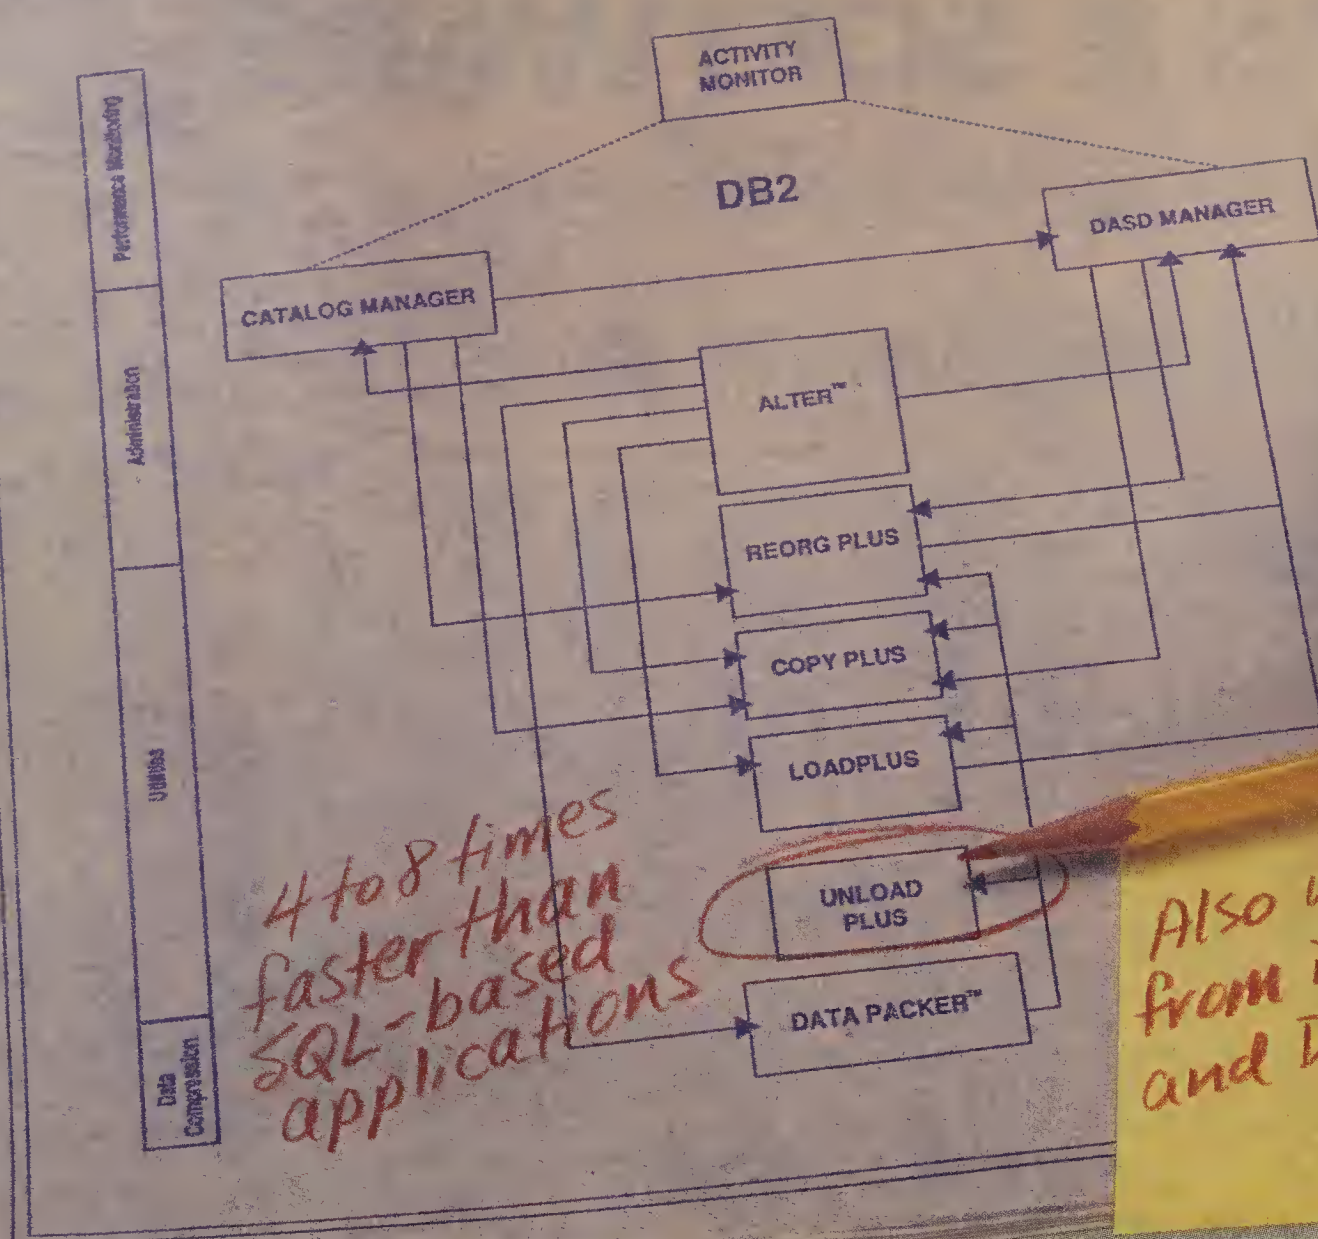 ACTIVITY
MONITOR
DB2
DASD MANAGER
CATALOG MANAGER
ALTER™
REORG PLUS
COPY PLUS
LOADPLUS
UNLOAD
PLUS
DATA PACKER™
Performance Monitoring
Administration
Utilities
Data
Compression
4 to 8 times
faster than
SQL-based
applications
Also
from
and